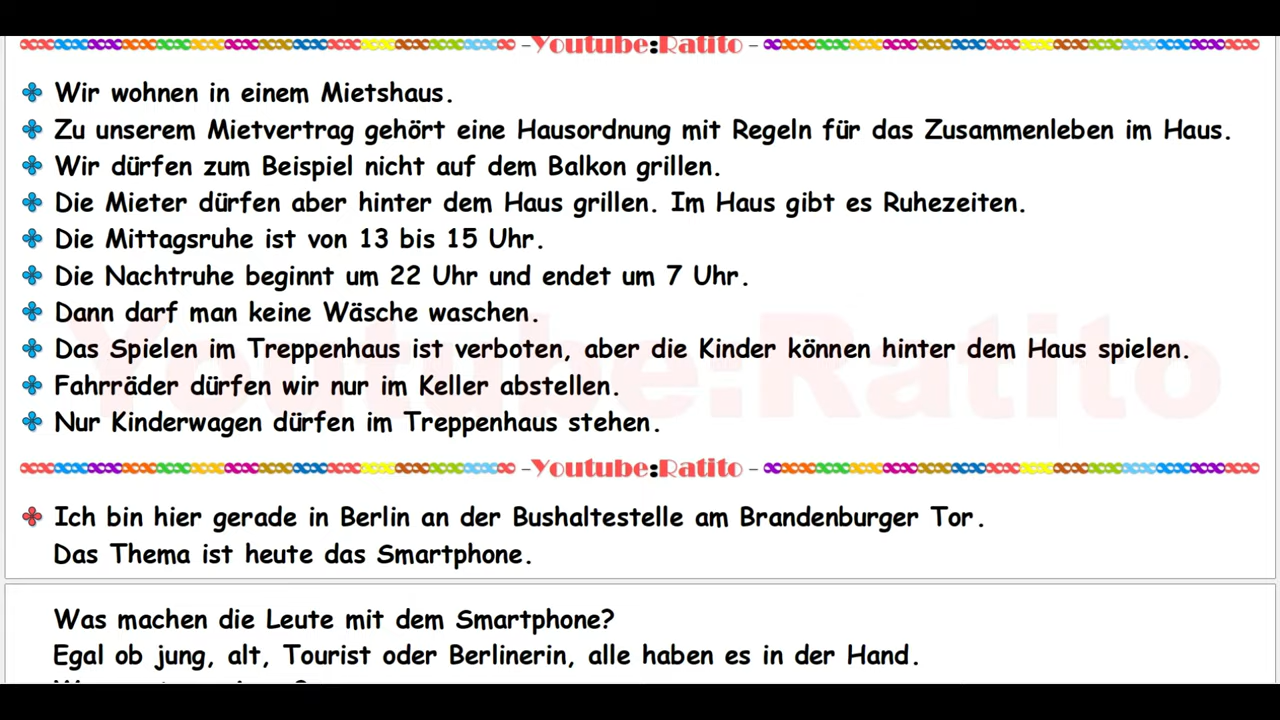 -Youtube:Ratito -
Wir wohnen in einem Mietshaus.
Zu unserem Mietvertrag gehört eine Hausordnung mit Regeln für das Zusammenleben im Haus.
Wir dürfen zum Beispiel nicht auf dem Balkon grillen.
Die Mieter dürfen aber hinter dem Haus grillen. Im Haus gibt es Ruhezeiten.
Die Mittagsruhe ist von 13 bis 15 Uhr.
Die Nachtruhe beginnt um 22 Uhr und endet um 7 Uhr.
Dann darf man keine Wäsche waschen.
Das Spielen im Treppenhaus ist verboten, aber die Kinder können hinter dem Haus spielen.
Fahrräder dürfen wir nur im Keller abstellen.
Nur Kinderwagen dürfen im Treppenhaus stehen.
Youtube:Ratito
-Youtube:Ratito -
Ich bin hier gerade in Berlin an der Bushaltestelle am Brandenburger Tor.
Das Thema ist heute das Smartphone.
Was machen die Leute mit dem Smartphone?
Egal ob jung, alt, Tourist oder Berlinerin, alle haben es in der Hand.